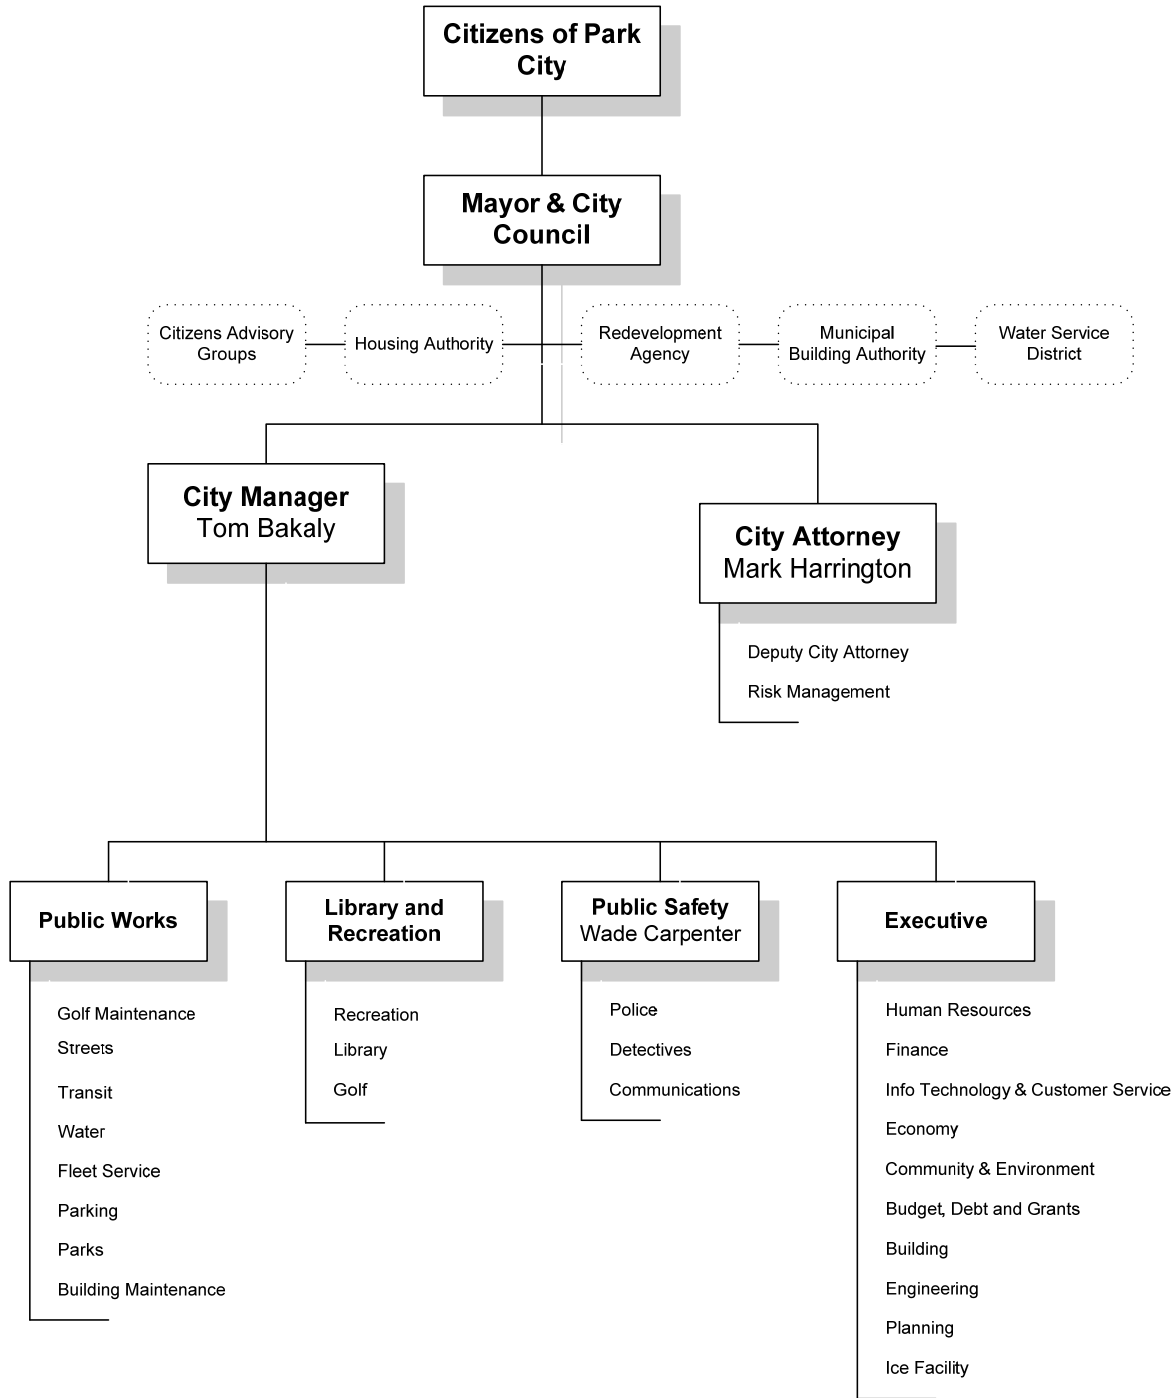 Citizens of Park
City
Mayor & City
Council
Citizens Advisory
Groups
Housing Authority
Redevelopment
Agency
Municipal
Building Authority
Water Service
District
City Manager
Tom Bakaly
City Attorney
Mark Harrington
Deputy City Attorney
Risk Management
Public Works
Golf Maintenance
Streets
Transit
Water
Fleet Service
Parking
Parks
Building Maintenance
Library and
Recreation
Recreation
Library
Golf
Public Safety
Wade Carpenter
Police
Detectives
Communications
Executive
Human Resources
Finance
Info Technology & Customer Service
Economy
Community & Environment
Budget, Debt and Grants
Building
Engineering
Planning
Ice Facility